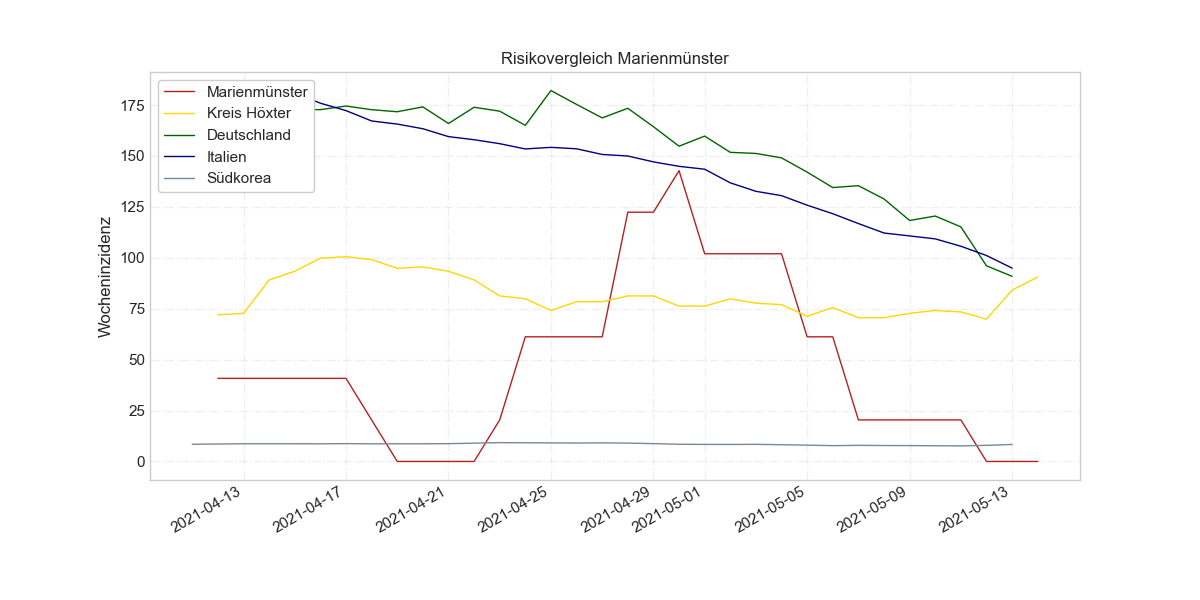 Risikovergleich Marienmünster
Marienmünster
Kreis Höxter
Deutschland
Italien
Südkorea
Wocheninzidenz
175
150
125
100
75
50
25
0
2021-04-13
2021-04-17
2021-04-21
2021-04-25
2021-04-29
2021-05-01
2021-05-05
2021-05-09
2021-05-13